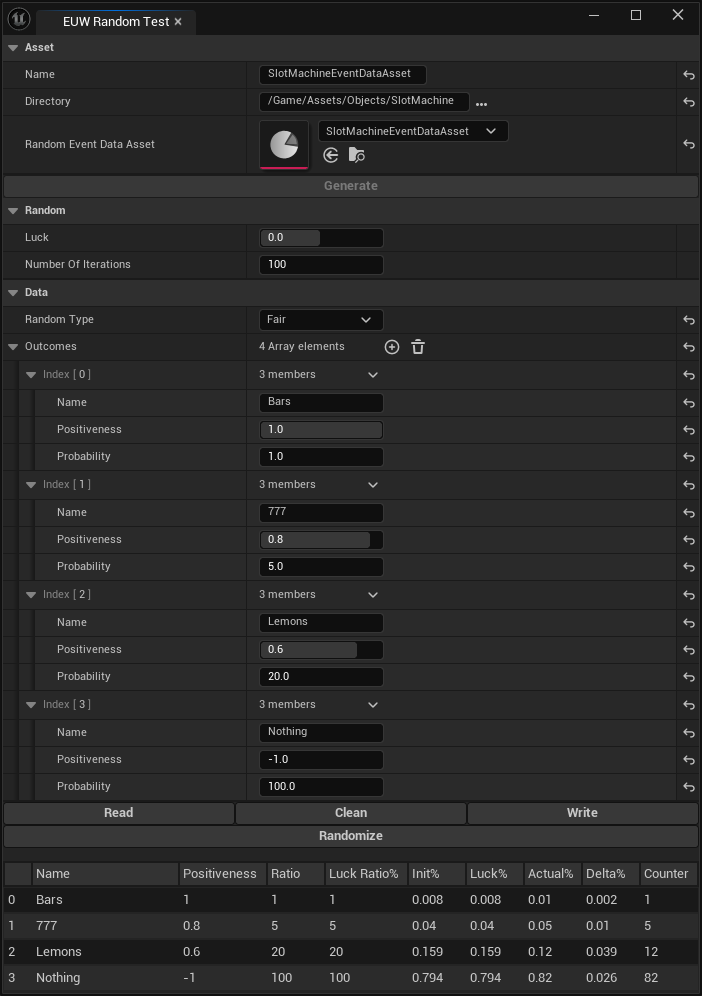 EUW Random Test
Asset
Name SlotMachineEventDataAsset
Directory /Game/Assets/Objects/SlotMachine ...
Random Event Data Asset SlotMachineEventDataAsset
Generate
Random
Luck 0.0
Number Of Iterations 100
Data
Random Type Fair
Outcomes 4 Array elements
Index [ 0 ] 3 members
Name Bars
Positiveness 1.0
Probability 1.0
Index [ 1 ] 3 members
Name 777
Positiveness 0.8
Probability 5.0
Index [ 2 ] 3 members
Name Lemons
Positiveness 0.6
Probability 20.0
Index [ 3 ] 3 members
Name Nothing
Positiveness -1.0
Probability 100.0
Read Clean Write
Randomize
Name Positiveness Ratio Luck Ratio% Init% Luck% Actual% Delta% Counter
0 Bars 1 1 1 0.008 0.008 0.01 0.002 1
1 777 0.8 5 5 0.04 0.04 0.05 0.01 5
2 Lemons 0.6 20 20 0.159 0.159 0.12 0.039 12
3 Nothing -1 100 100 0.794 0.794 0.82 0.026 82